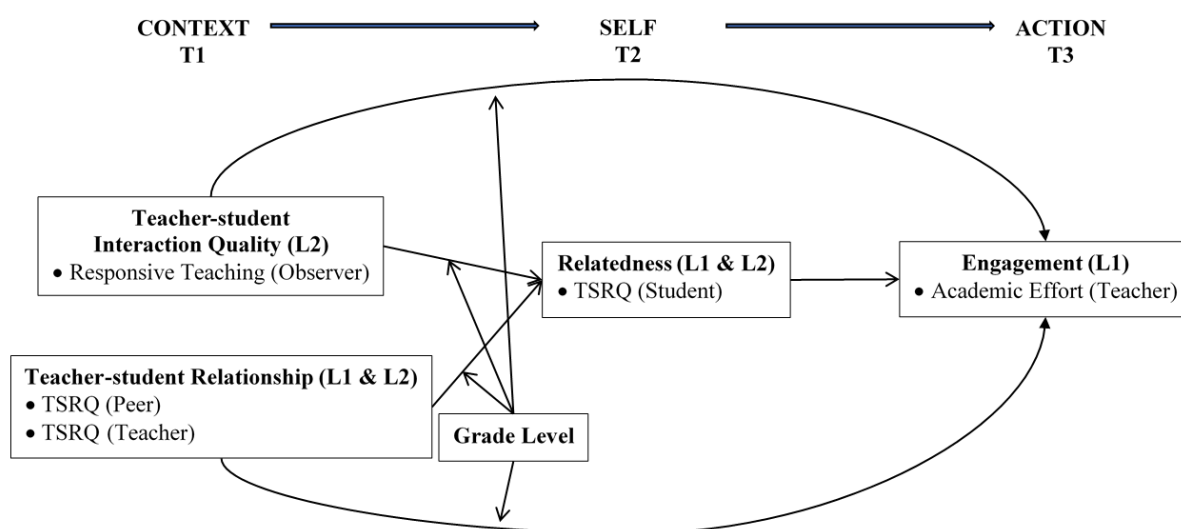 CONTEXT
T1
SELF
T2
ACTION
T3
Teacher-student
Interaction Quality (L2)
• Responsive Teaching (Observer)
Relatedness (L1 & L2)
• TSRQ (Student)
Engagement (L1)
• Academic Effort (Teacher)
Teacher-student Relationship (L1 & L2)
• TSRQ (Peer)
• TSRQ (Teacher)
Grade Level